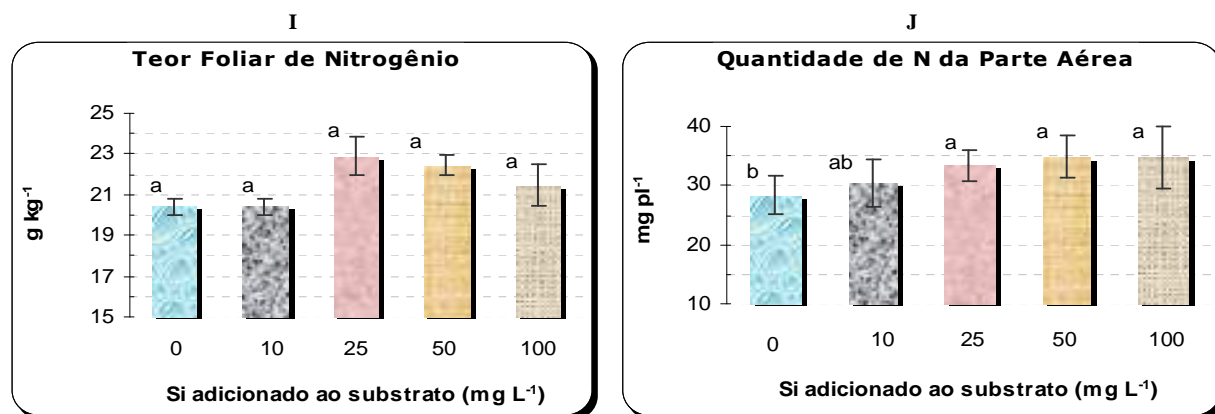 I
Teor Foliar de Nitrogênio
25
23
21
19
17
15
g kg⁻¹
a
a
a
a
a
0 10 25 50 100
Si adicionado ao substrato (mg L⁻¹)
J
Quantidade de N da Parte Aérea
40
30
20
10
mg pl⁻¹
b
ab
a
a
a
0 10 25 50 100
Si adicionado ao substrato (mg L⁻¹)